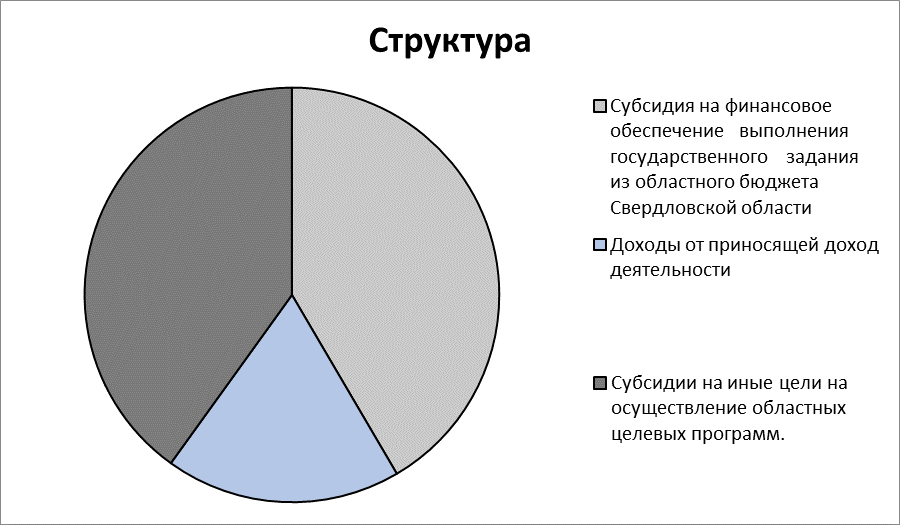 Структура
Субсидия на финансовое
обеспечение выполнения
государственного задания
из областного бюджета
Свердловской области
Доходы от приносящей доход
деятельности
Субсидии на иные цели на
осуществление областных
целевых программ.